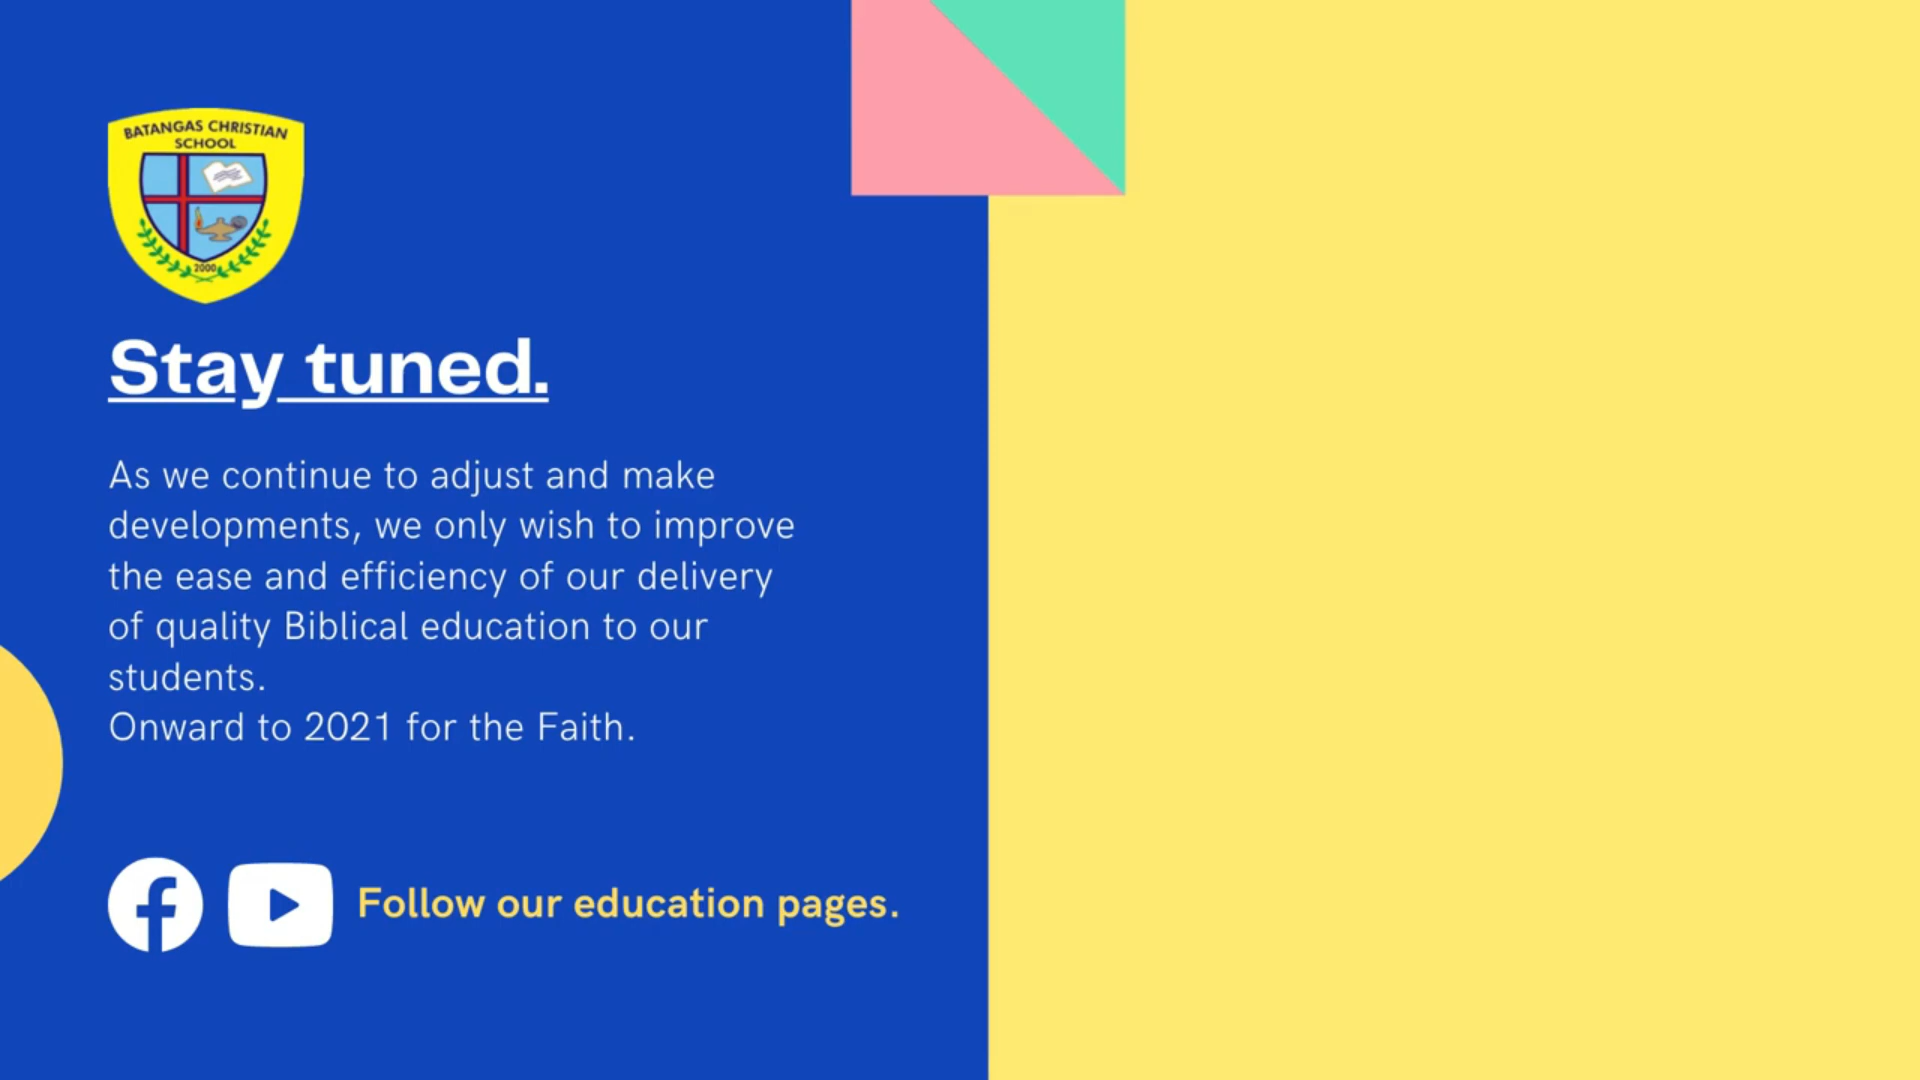 BATANGAS CHRISTIAN
SCHOOL
2000
Stay tuned.
As we continue to adjust and make
developments, we only wish to improve
the ease and efficiency of our delivery
of quality Biblical education to our
students.
Onward to 2021 for the Faith.
Follow our education pages.